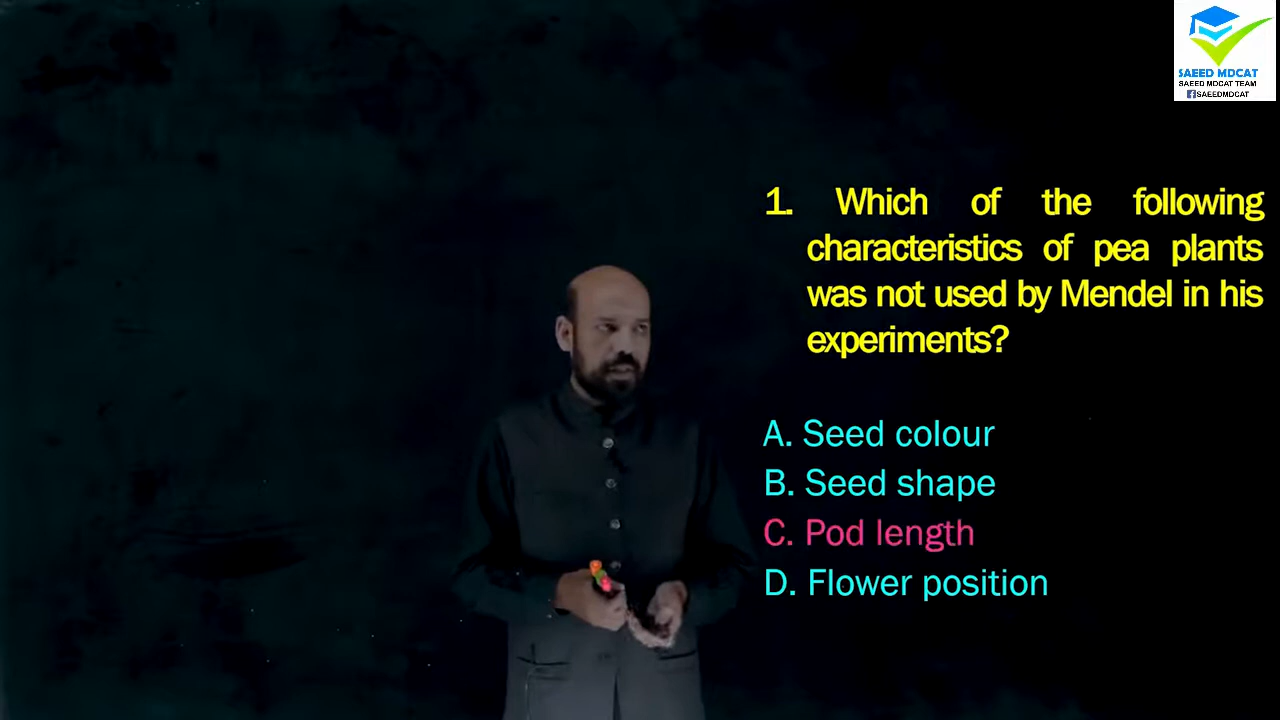 SAEED MDCAT
SAEED MDCAT TEAM
SAEEDMDCAT
1. Which of the following
characteristics of pea plants
was not used by Mendel in his
experiments?
A. Seed colour
B. Seed shape
C. Pod length
D. Flower position